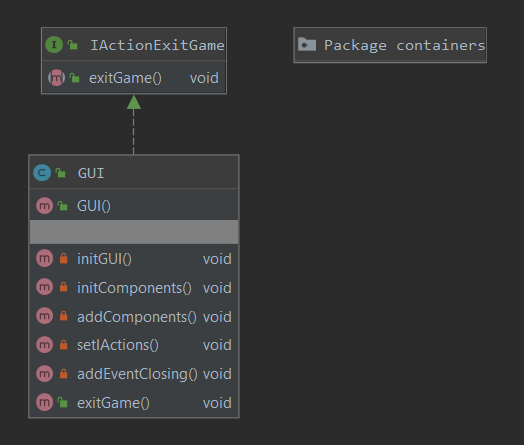 IActionExitGame
exitGame() void
Package containers
GUI
GUI()
initGUI() void
initComponents() void
addComponents() void
setIActions() void
addEventClosing() void
exitGame() void